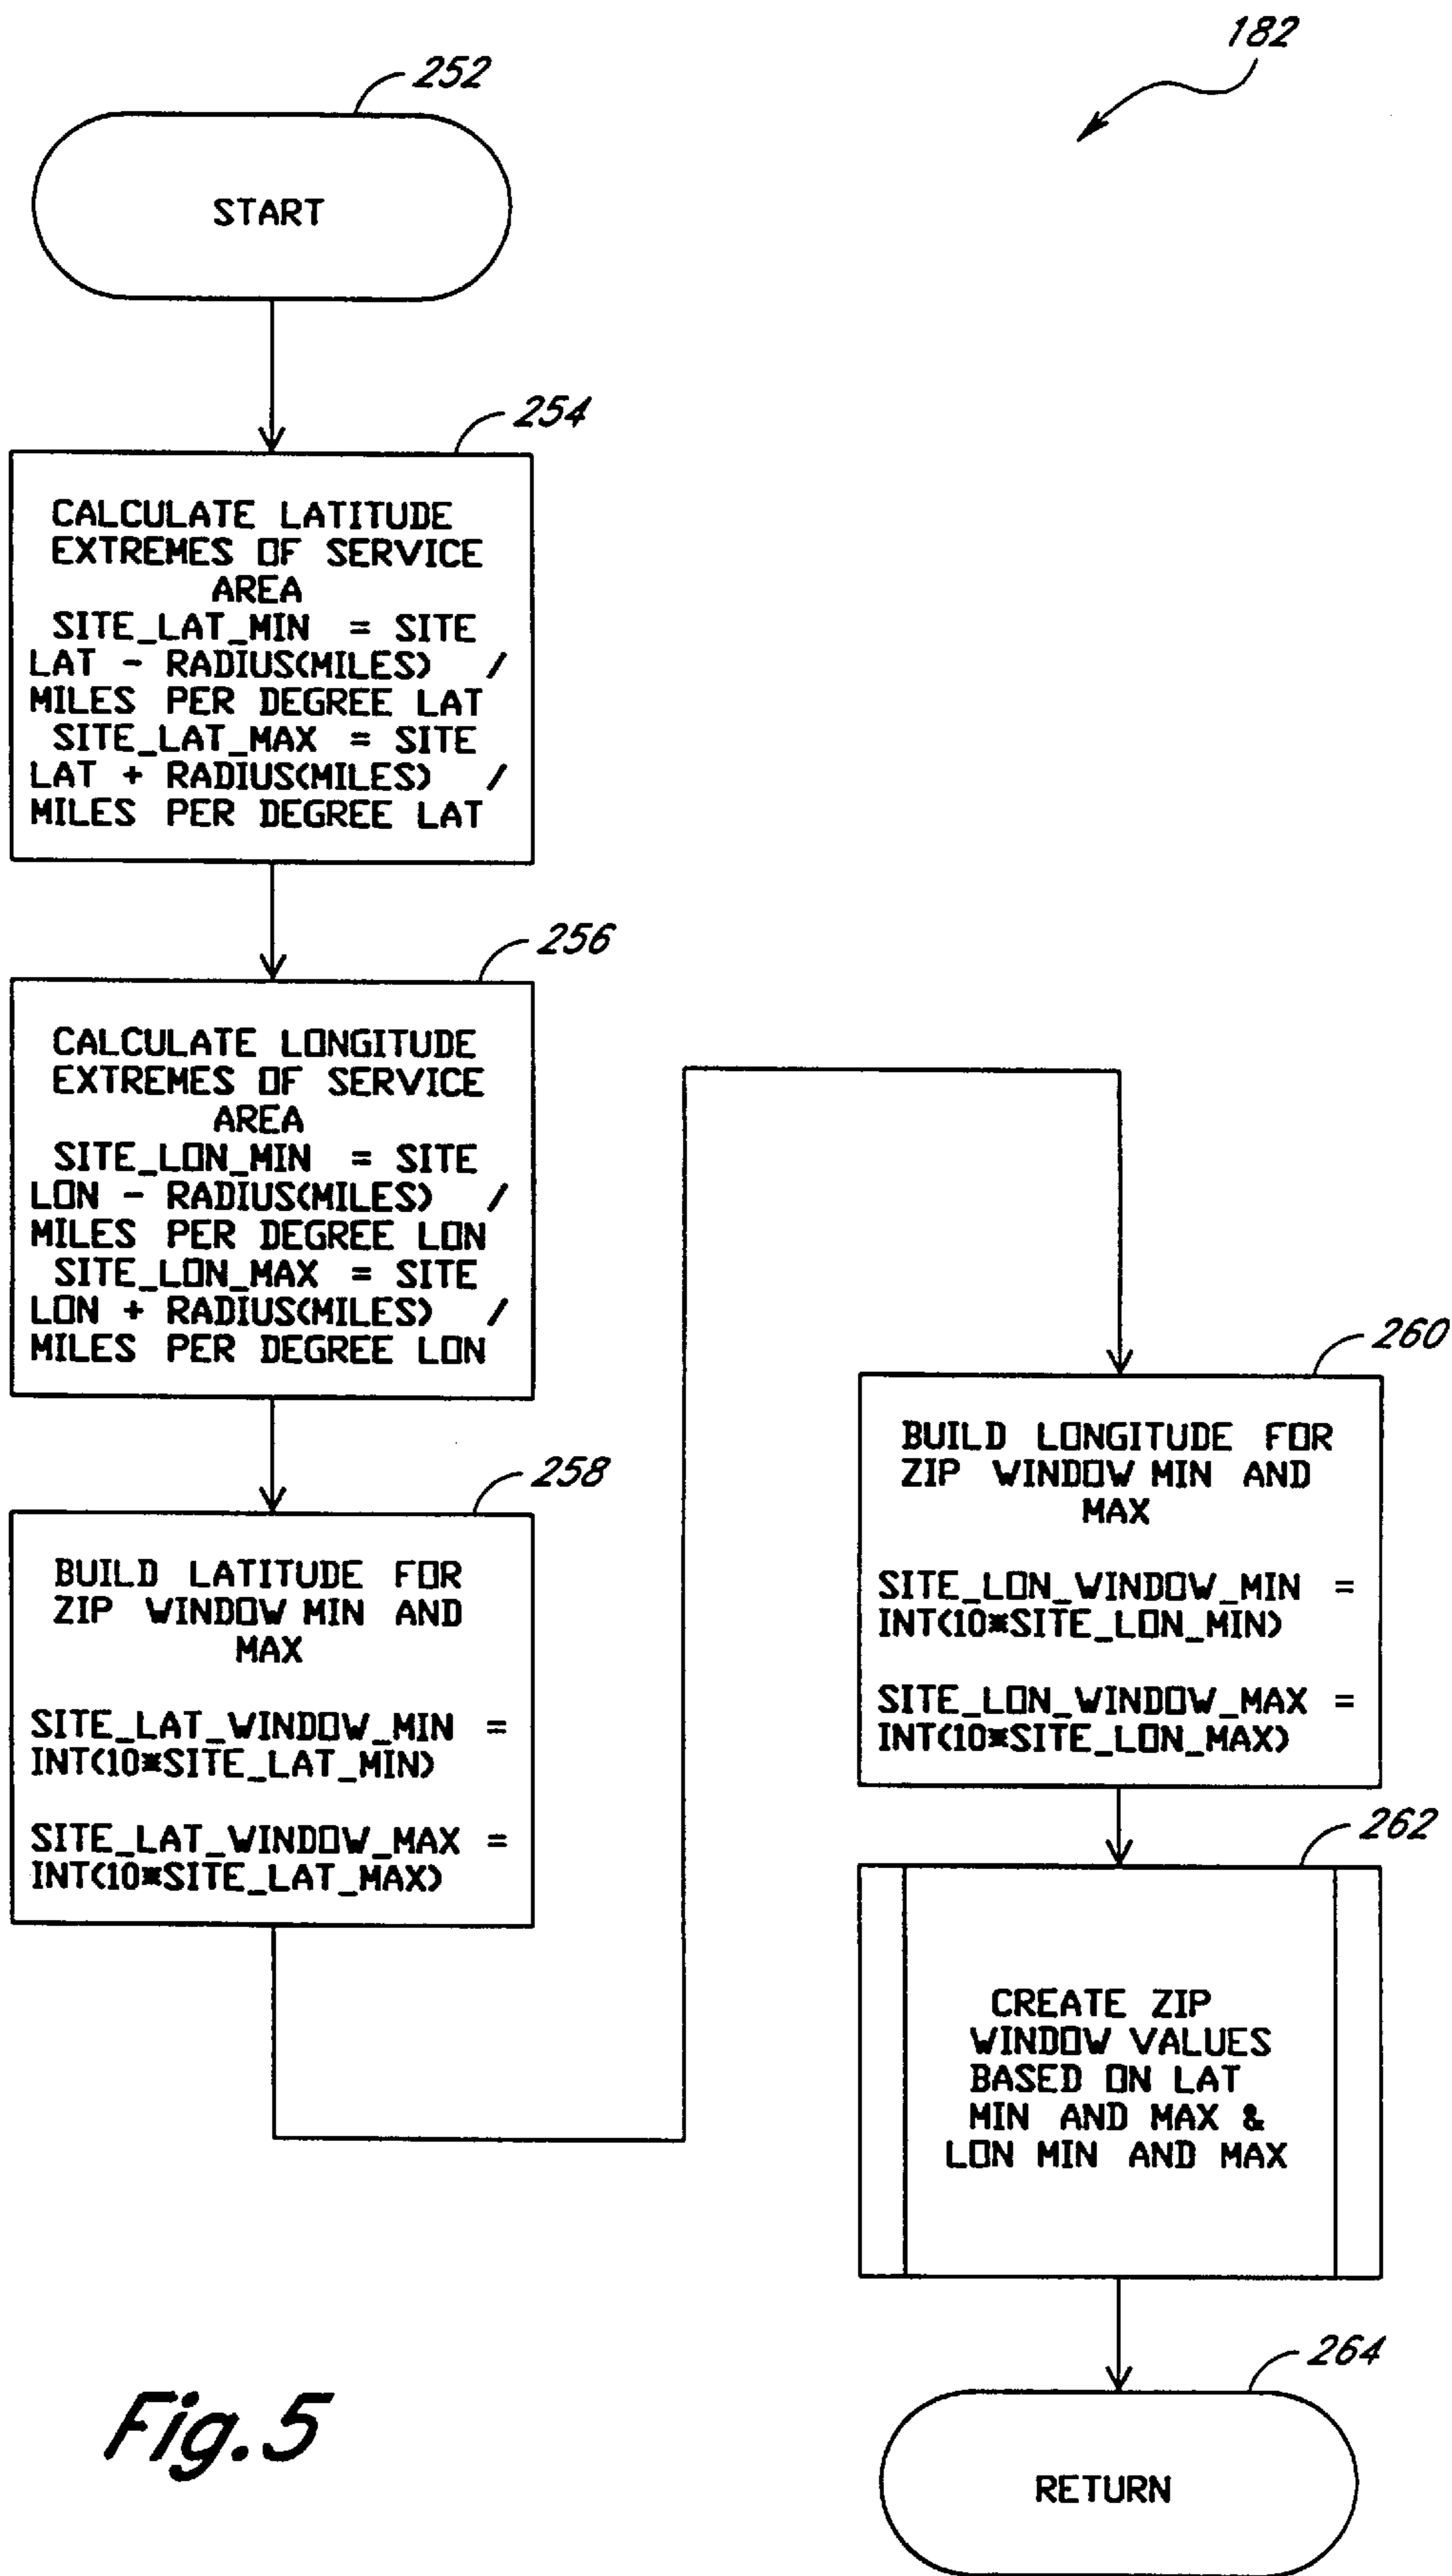 182
252
START
254
CALCULATE LATITUDE
EXTREMES OF SERVICE
AREA
SITE_LAT_MIN = SITE
LAT - RADIUS(MILES) /
MILES PER DEGREE LAT
SITE_LAT_MAX = SITE
LAT + RADIUS(MILES) /
MILES PER DEGREE LAT
256
CALCULATE LONGITUDE
EXTREMES OF SERVICE
AREA
SITE_LON_MIN = SITE
LON - RADIUS(MILES) /
MILES PER DEGREE LON
SITE_LON_MAX = SITE
LON + RADIUS(MILES) /
MILES PER DEGREE LON
258
BUILD LATITUDE FOR
ZIP WINDOW MIN AND
MAX
SITE_LAT_WINDOW_MIN =
INT(10*SITE_LAT_MIN)
SITE_LAT_WINDOW_MAX =
INT(10*SITE_LAT_MAX)
260
BUILD LONGITUDE FOR
ZIP WINDOW MIN AND
MAX
SITE_LON_WINDOW_MIN =
INT(10*SITE_LON_MIN)
SITE_LON_WINDOW_MAX =
INT(10*SITE_LON_MAX)
262
CREATE ZIP
WINDOW VALUES
BASED ON LAT
MIN AND MAX &
LON MIN AND MAX
264
RETURN
Fig. 5